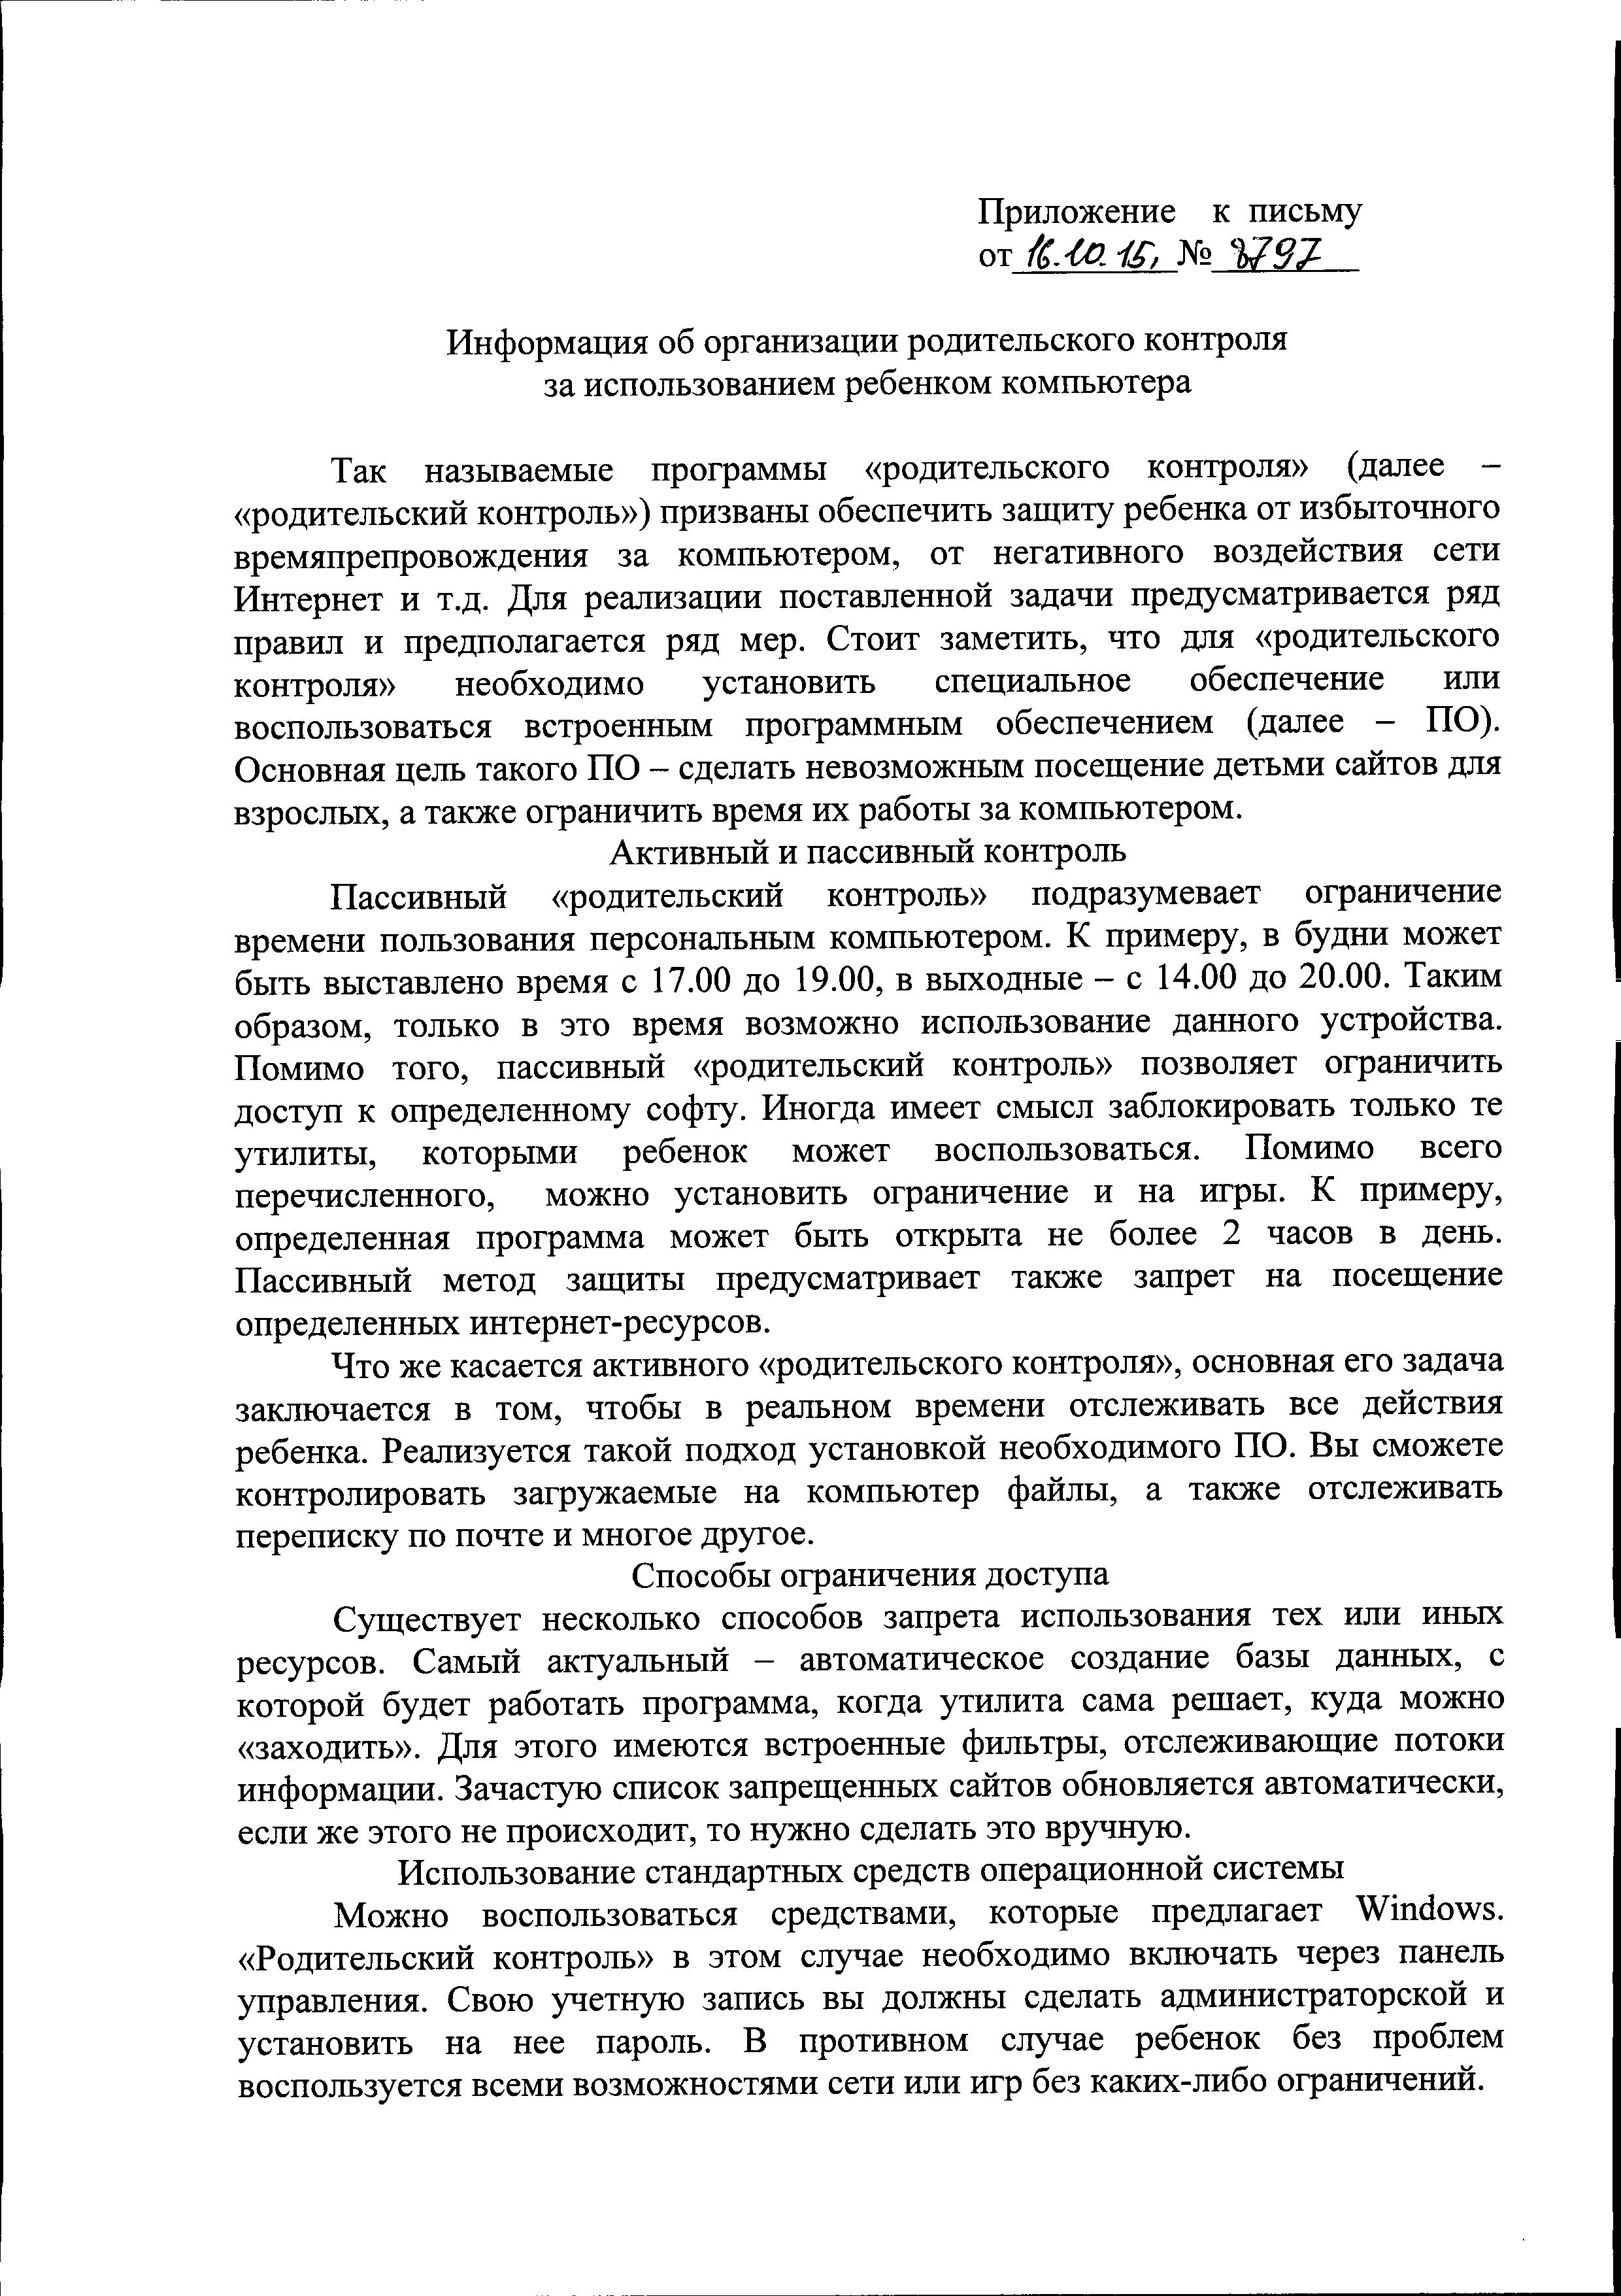 Приложение к письму
от 16.10.15, № 8797
Информация об организации родительского контроля
за использованием ребенком компьютера
Так называемые программы «родительского контроля» (далее –
«родительский контроль») призваны обеспечить защиту ребенка от избыточного
времяпрепровождения за компьютером, от негативного воздействия сети
Интернет и т.д. Для реализации поставленной задачи предусматривается ряд
правил и предполагается ряд мер. Стоит заметить, что для «родительского
контроля» необходимо установить специальное обеспечение или
воспользоваться встроенным программным обеспечением (далее – ПО).
Основная цель такого ПО – сделать невозможным посещение детьми сайтов для
взрослых, а также ограничить время их работы за компьютером.
Активный и пассивный контроль
Пассивный «родительский контроль» подразумевает ограничение
времени пользования персональным компьютером. К примеру, в будни может
быть выставлено время с 17.00 до 19.00, в выходные – с 14.00 до 20.00. Таким
образом, только в это время возможно использование данного устройства.
Помимо того, пассивный «родительский контроль» позволяет ограничить
доступ к определенному софту. Иногда имеет смысл заблокировать только те
утилиты, которыми ребенок может воспользоваться. Помимо всего
перечисленного, можно установить ограничение и на игры. К примеру,
определенная программа может быть открыта не более 2 часов в день.
Пассивный метод защиты предусматривает также запрет на посещение
определенных интернет-ресурсов.
Что же касается активного «родительского контроля», основная его задача
заключается в том, чтобы в реальном времени отслеживать все действия
ребенка. Реализуется такой подход установкой необходимого ПО. Вы сможете
контролировать загружаемые на компьютер файлы, а также отслеживать
переписку по почте и многое другое.
Способы ограничения доступа
Существует несколько способов запрета использования тех или иных
ресурсов. Самый актуальный – автоматическое создание базы данных, с
которой будет работать программа, когда утилита сама решает, куда можно
«заходить». Для этого имеются встроенные фильтры, отслеживающие потоки
информации. Зачастую список запрещенных сайтов обновляется автоматически,
если же этого не происходит, то нужно сделать это вручную.
Использование стандартных средств операционной системы
Можно воспользоваться средствами, которые предлагает Windows.
«Родительский контроль» в этом случае необходимо включать через панель
управления. Свою учетную запись вы должны сделать администраторской и
установить на нее пароль. В противном случае ребенок без проблем
воспользуется всеми возможностями сети или игр без каких-либо ограничений.